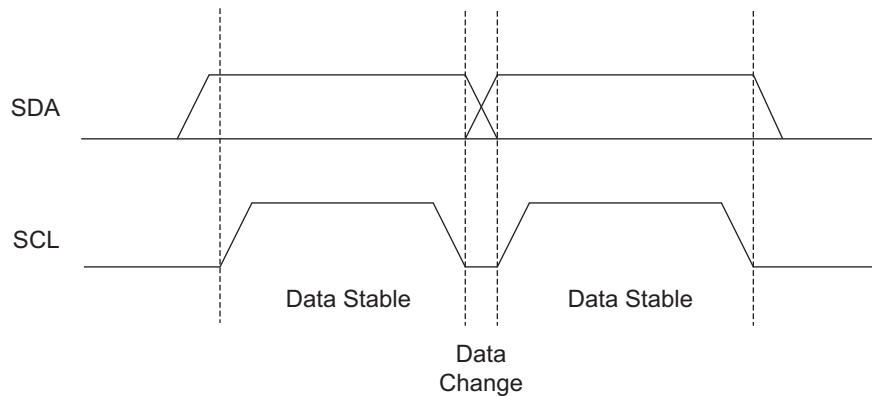 SDA
SCL
Data Stable
Data Stable
Data
Change